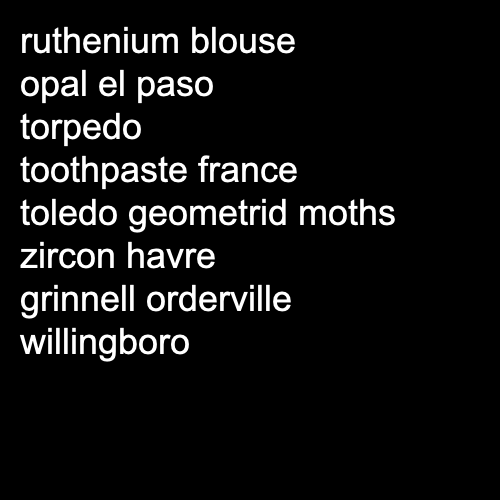 ruthenium blouse
opal el paso
torpedo
toothpaste france
toledo geometrid moths
zircon havre
grinnell orderville
willingboro